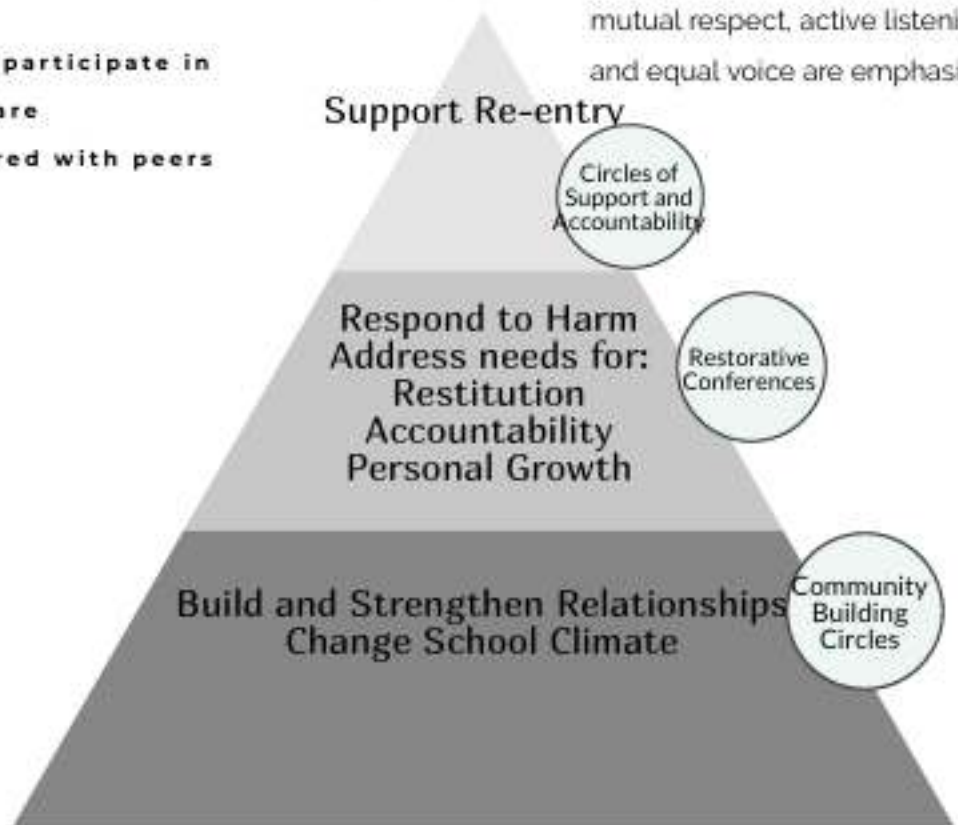 participate in
are
red with peers
mutual respect, active listeni
and equal voice are emphasi
Support Re-entry
Circles of
Support and
Accountability
Respond to Harm
Address needs for:
Restitution
Accountability
Personal Growth
Restorative
Conferences
Build and Strengthen Relationships
Change School Climate
Community
Building
Circles